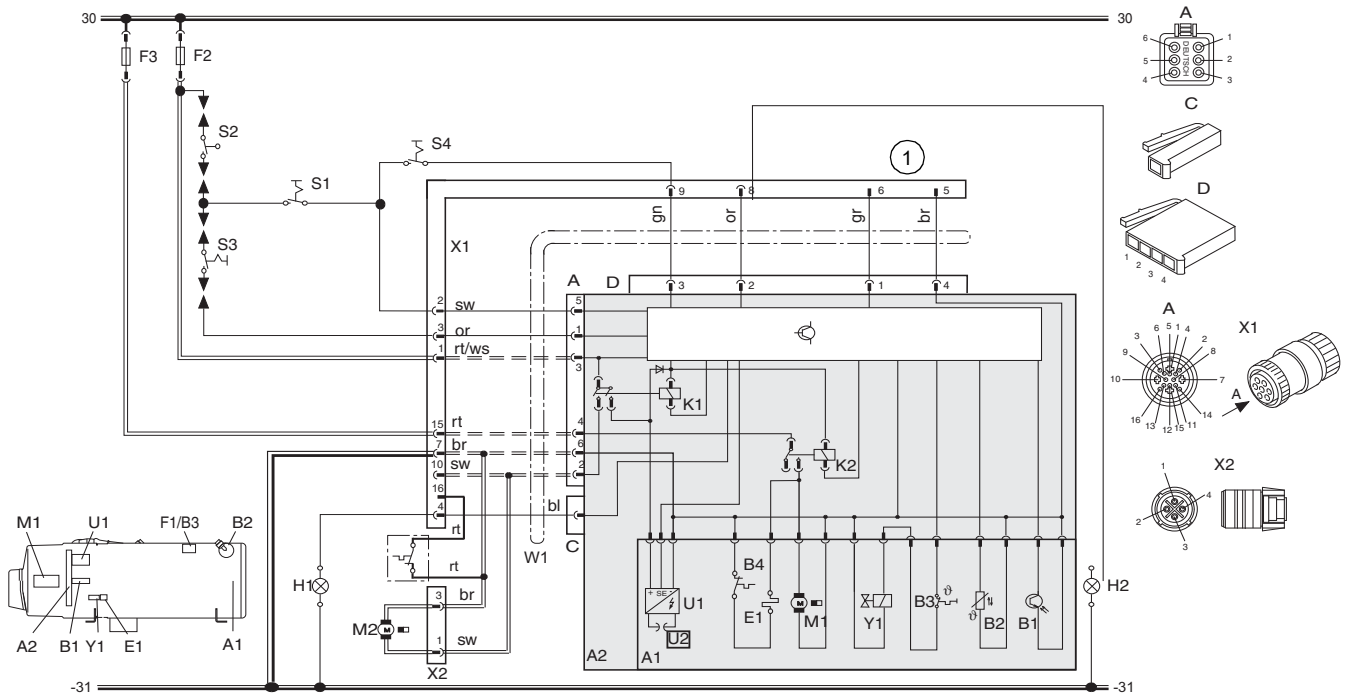 30
30
F3
F2
S2
S4
1
S1
9
8
6
5
gn
or
gr
br
S3
X1
A
D
3
2
1
4
2
sw
5
3
or
1
1
rt/ws
3
K1
15
rt
4
7
br
6
10
sw
2
K2
16
4
bl
C
rt
W1
rt
3
br
M2
1
sw
X2
H1
H2
B4
+ SE
U1
U2
E1
M
M1
Y1
B3
ϑ
ϑ
B2
B1
A2
A1
M
-31
-31
M1
U1
F1/B3
B2
A2
B1
Y1
E1
A1
A
6
1
5
2
4
3
DEUTSCH
C
D
1
2
3
4
A
X1
6
5
1
4
3
2
9
8
10
7
A
16
14
13
12
15
11
X2
1
4
2
3